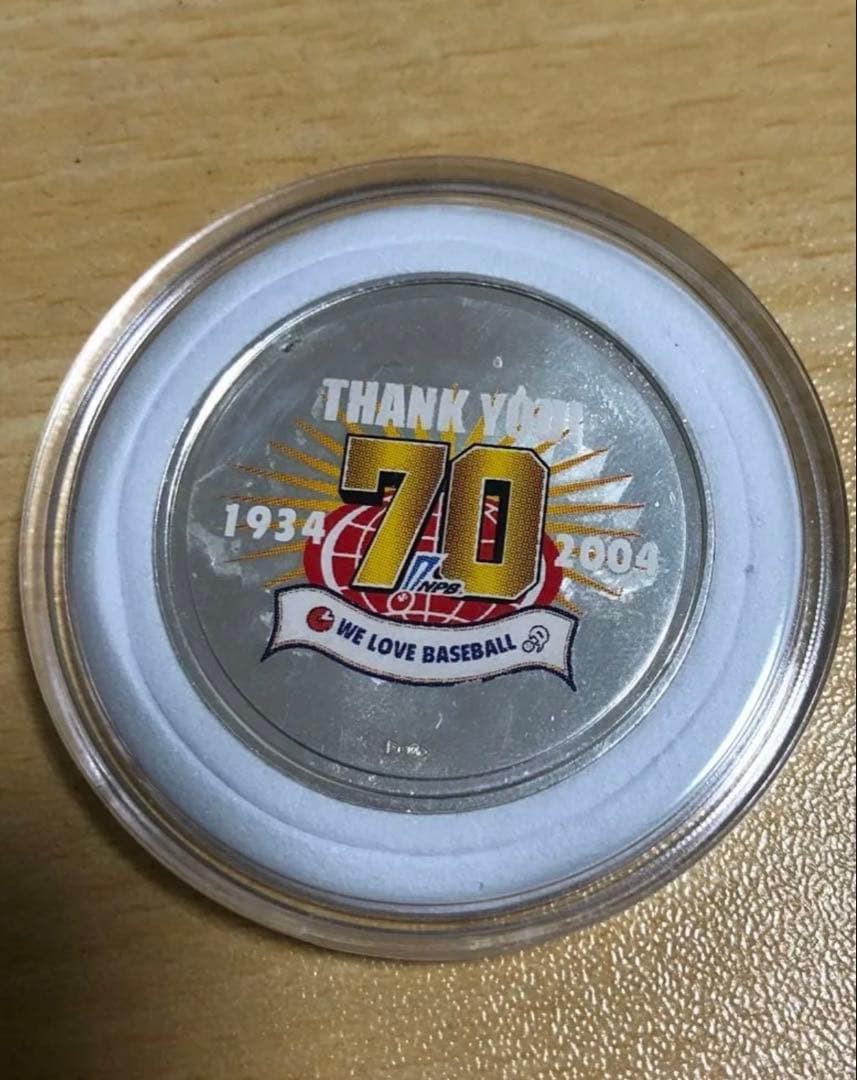 THANK YOU!
70
1934
2004
NPB
WE LOVE BASEBALL